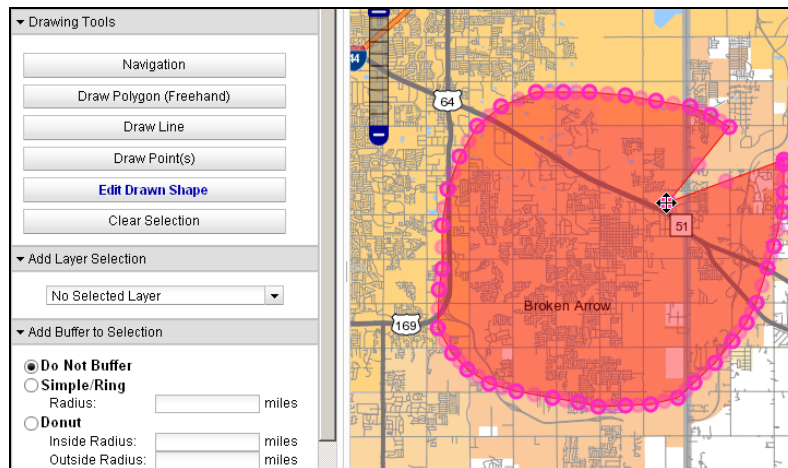 Drawing Tools
Navigation
Draw Polygon (Freehand)
Draw Line
Draw Point(s)
Edit Drawn Shape
Clear Selection
Add Layer Selection
No Selected Layer
Add Buffer to Selection
Do Not Buffer
Simple/Ring
Radius: miles
Donut
Inside Radius: miles
Outside Radius: miles
44
64
51
Broken Arrow
169